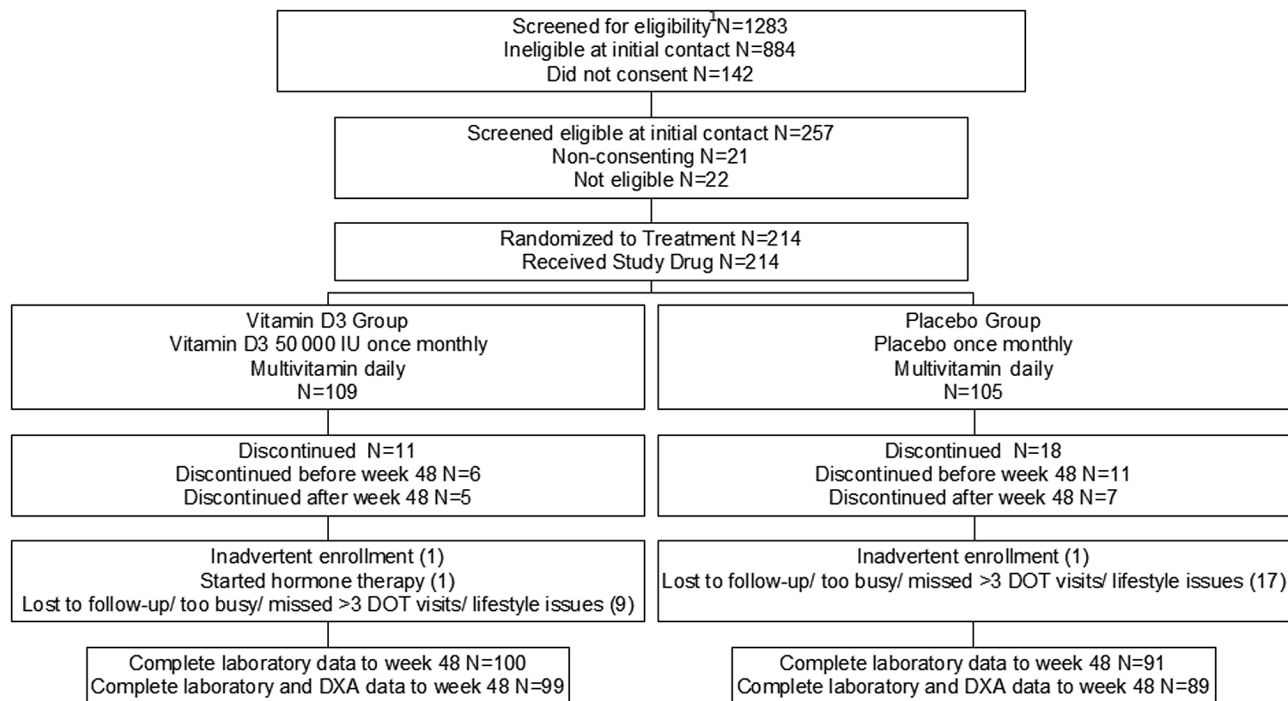 Screened for eligibility¹ N=1283
Ineligible at initial contact N=884
Did not consent N=142
Screened eligible at initial contact N=257
Non-consenting N=21
Not eligible N=22
Randomized to Treatment N=214
Received Study Drug N=214
Vitamin D3 Group
Vitamin D3 50 000 IU once monthly
Multivitamin daily
N=109
Placebo Group
Placebo once monthly
Multivitamin daily
N=105
Discontinued N=11
Discontinued before week 48 N=6
Discontinued after week 48 N=5
Discontinued N=18
Discontinued before week 48 N=11
Discontinued after week 48 N=7
Inadvertent enrollment (1)
Started hormone therapy (1)
Lost to follow-up/ too busy/ missed >3 DOT visits/ lifestyle issues (9)
Inadvertent enrollment (1)
Lost to follow-up/ too busy/ missed >3 DOT visits/ lifestyle issues (17)
Complete laboratory data to week 48 N=100
Complete laboratory and DXA data to week 48 N=99
Complete laboratory data to week 48 N=91
Complete laboratory and DXA data to week 48 N=89